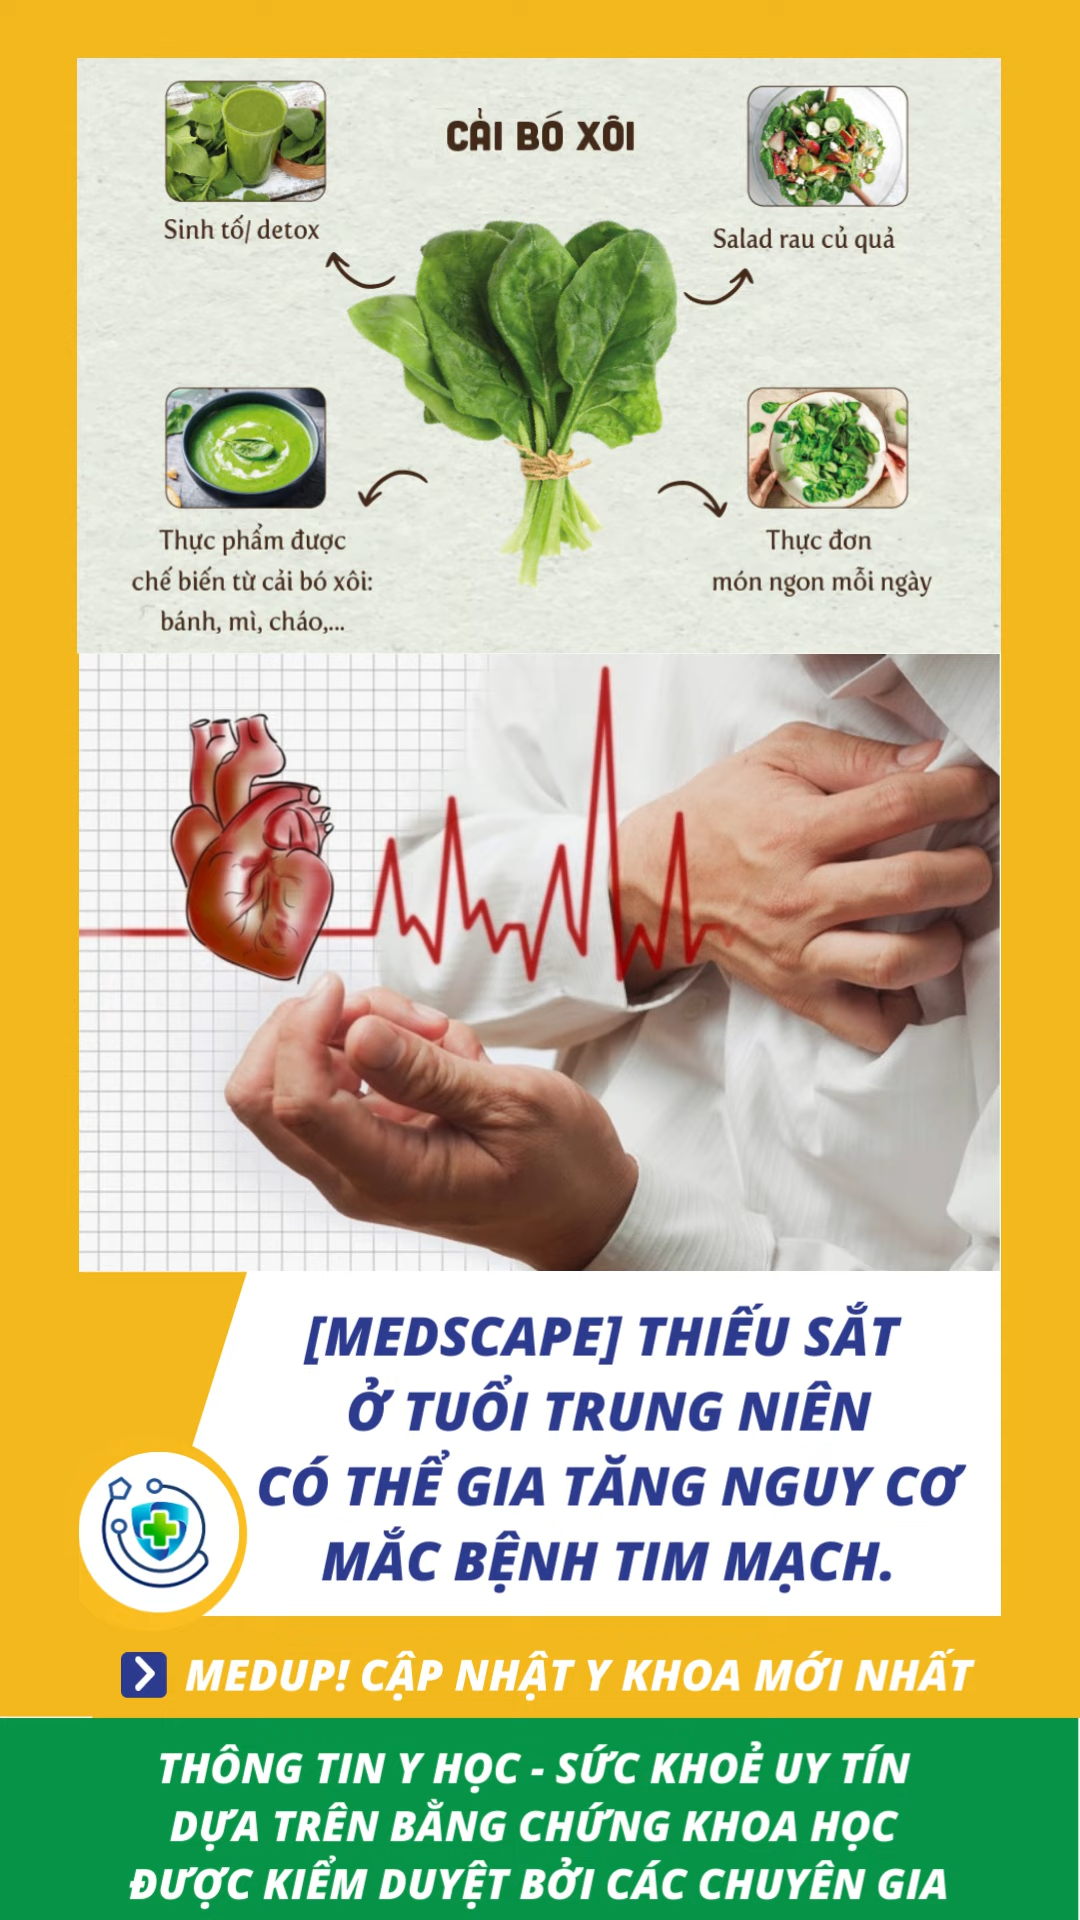 CẢI BÓ XÔI
Sinh tố/ detox
Salad rau củ quả
Thực phẩm được
chế biến từ cải bó xôi:
bánh, mì, cháo,...
Thực đơn
món ngon mỗi ngày
[MEDSCAPE] THIẾU SẮT
Ở TUỔI TRUNG NIÊN
CÓ THỂ GIA TĂNG NGUY CƠ
MẮC BỆNH TIM MẠCH.
MEDUP! CẬP NHẬT Y KHOA MỚI NHẤT
THÔNG TIN Y HỌC - SỨC KHOẺ UY TÍN
DỰA TRÊN BẰNG CHỨNG KHOA HỌC
ĐƯỢC KIỂM DUYỆT BỞI CÁC CHUYÊN GIA